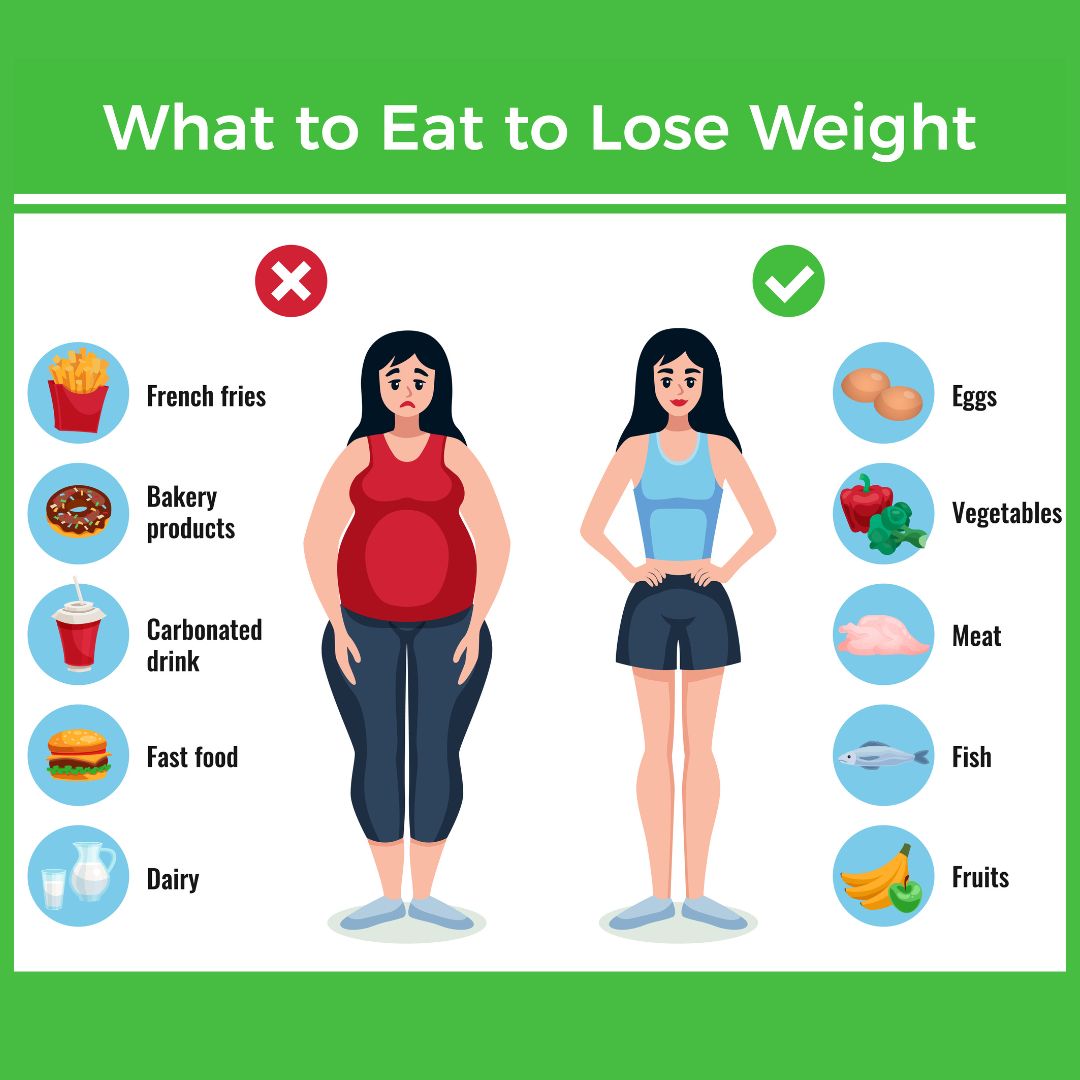 What to Eat to Lose Weight
French fries
Bakery
products
Carbonated
drink
Fast food
Dairy
Eggs
Vegetables
Meat
Fish
Fruits